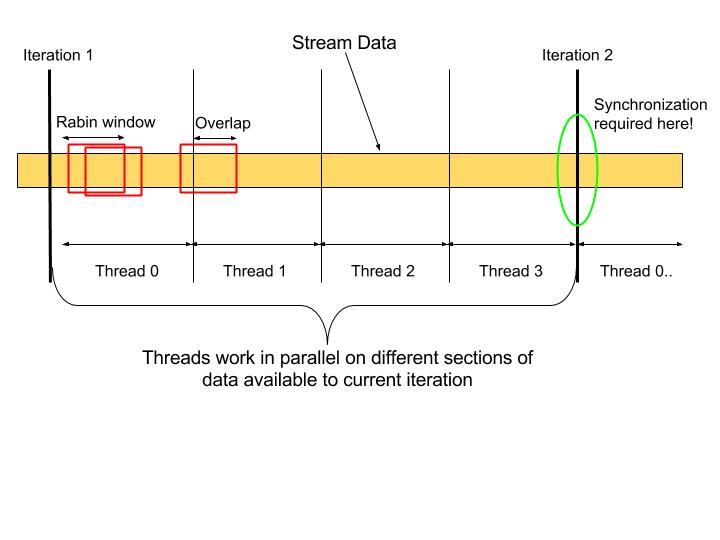 Stream Data
Iteration 1
Iteration 2
Synchronization
required here!
Rabin window
Overlap
Thread 0
Thread 1
Thread 2
Thread 3
Thread 0..
Threads work in parallel on different sections of
data available to current iteration